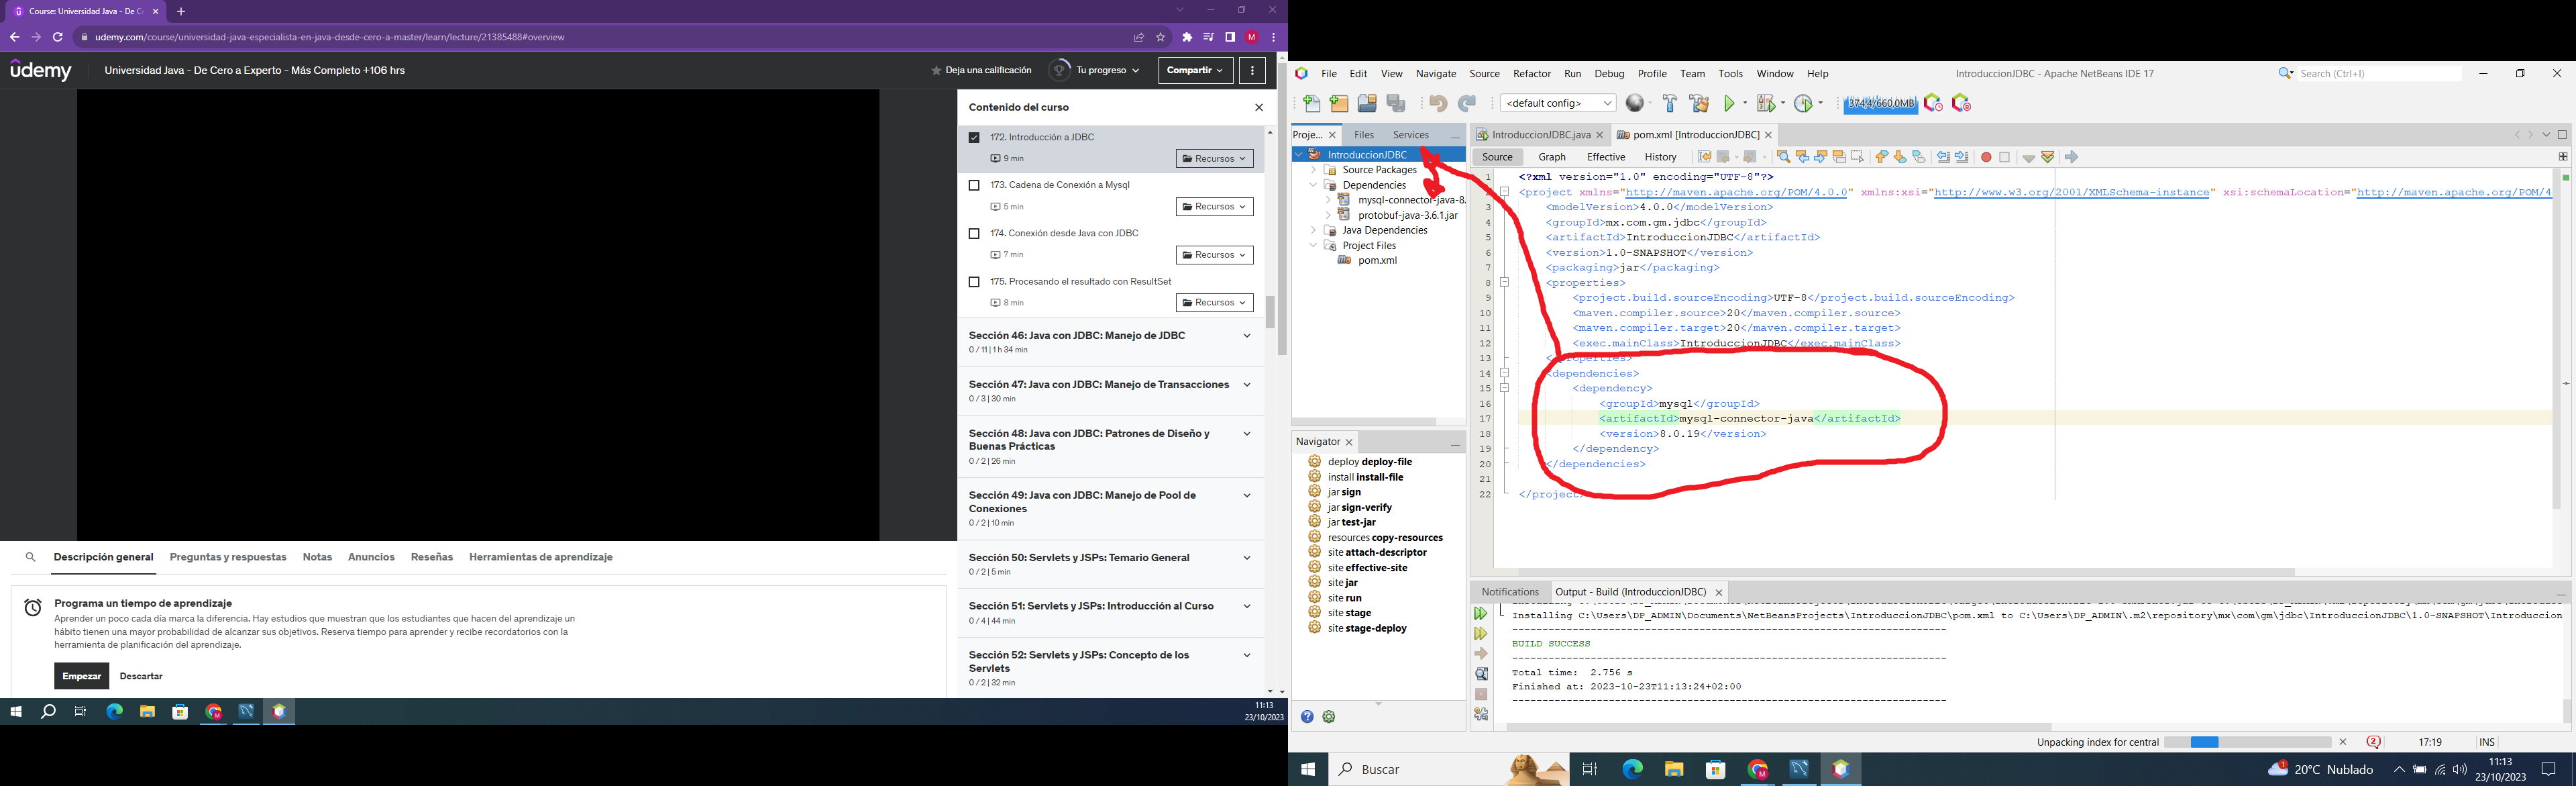 Course: Universidad Java - De C
udemy.com/course/universidad-java-especialista-en-java-desde-cero-a-master/learn/lecture/21385488#overview
M
udemy
Universidad Java - De Cero a Experto - Más Completo +106 hrs
Deja una calificación
Tu progreso
Compartir
Contenido del curso
172. Introducción a JDBC
9 min
Recursos
173. Cadena de Conexión a Mysql
5 min
Recursos
174. Conexión desde Java con JDBC
7 min
Recursos
175. Procesando el resultado con ResultSet
8 min
Recursos
Sección 46: Java con JDBC: Manejo de JDBC
0 / 11 | 1 h 34 min
Sección 47: Java con JDBC: Manejo de Transacciones
0 / 3 | 30 min
Sección 48: Java con JDBC: Patrones de Diseño y
Buenas Prácticas
0 / 2 | 26 min
Sección 49: Java con JDBC: Manejo de Pool de
Conexiones
0 / 2 | 10 min
Sección 50: Servlets y JSPs: Temario General
0 / 2 | 5 min
Sección 51: Servlets y JSPs: Introducción al Curso
0 / 4 | 44 min
Sección 52: Servlets y JSPs: Concepto de los
Servlets
0 / 2 | 32 min
Descripción general Preguntas y respuestas Notas Anuncios Reseñas Herramientas de aprendizaje
Programa un tiempo de aprendizaje
Aprender un poco cada día marca la diferencia. Hay estudios que muestran que los estudiantes que hacen del aprendizaje un
hábito tienen una mayor probabilidad de alcanzar sus objetivos. Reserva tiempo para aprender y recibe recordatorios con la
herramienta de planificación del aprendizaje.
Empezar Descartar
11:13
23/10/2023
File Edit View Navigate Source Refactor Run Debug Profile Team Tools Window Help
IntroduccionJDBC - Apache NetBeans IDE 17
Search (Ctrl+I)
<default config>
374,4/660,0MB
Proje... Files Services
IntroduccionJDBC
Source Packages
Dependencies
mysql-connector-java-8.
protobuf-java-3.6.1.jar
Java Dependencies
Project Files
pom.xml
Navigator
deploy deploy-file
install install-file
jar sign
jar sign-verify
jar test-jar
resources copy-resources
site attach-descriptor
site effective-site
site jar
site run
site stage
site stage-deploy
IntroduccionJDBC.java pom.xml [IntroduccionJDBC]
Source Graph Effective History
1 <?xml version="1.0" encoding="UTF-8"?>
<project xmlns="http://maven.apache.org/POM/4.0.0" xmlns:xsi="http://www.w3.org/2001/XMLSchema-instance" xsi:schemaLocation="http://maven.apache.org/POM/4
3 <modelVersion>4.0.0</modelVersion>
4 <groupId>mx.com.gm.jdbc</groupId>
5 <artifactId>IntroduccionJDBC</artifactId>
6 <version>1.0-SNAPSHOT</version>
7 <packaging>jar</packaging>
8 <properties>
9 <project.build.sourceEncoding>UTF-8</project.build.sourceEncoding>
10 <maven.compiler.source>20</maven.compiler.source>
11 <maven.compiler.target>20</maven.compiler.target>
12 <exec.mainClass>IntroduccionJDBC</exec.mainClass>
13 </properties>
14 <dependencies>
15 <dependency>
16 <groupId>mysql</groupId>
17 <artifactId>mysql-connector-java</artifactId>
18 <version>8.0.19</version>
19 </dependency>
20 </dependencies>
21
22 </project>
Notifications Output - Build (IntroduccionJDBC)
Installing C:\Users\DP_ADMIN\Documents\NetBeansProjects\IntroduccionJDBC\pom.xml to C:\Users\DP_ADMIN\.m2\repository\mx\com\gm\jdbc\IntroduccionJDBC\1.0-SNAPSHOT\Introduccion
------------------------------------------------------------------------
BUILD SUCCESS
------------------------------------------------------------------------
Total time: 2.756 s
Finished at: 2023-10-23T11:13:24+02:00
------------------------------------------------------------------------
Unpacking index for central
2
17:19
INS
Buscar
1
20°C Nublado
11:13
23/10/2023